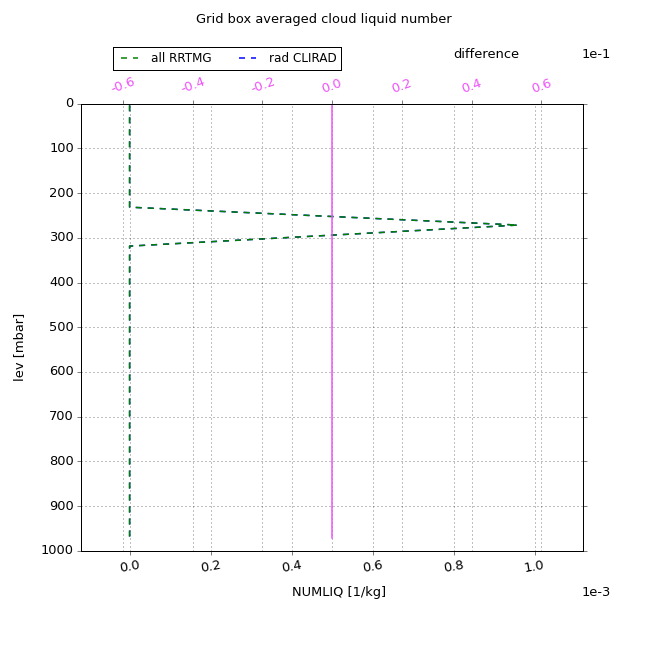 Grid box averaged cloud liquid number
all RRTMG rad CLIRAD difference 1e-1
-0.6 -0.4 -0.2 0.0 0.2 0.4 0.6
0
100
200
300
400
500
600
700
800
900
1000
lev [mbar]
0.0 0.2 0.4 0.6 0.8 1.0
NUMLIQ [1/kg] 1e-3